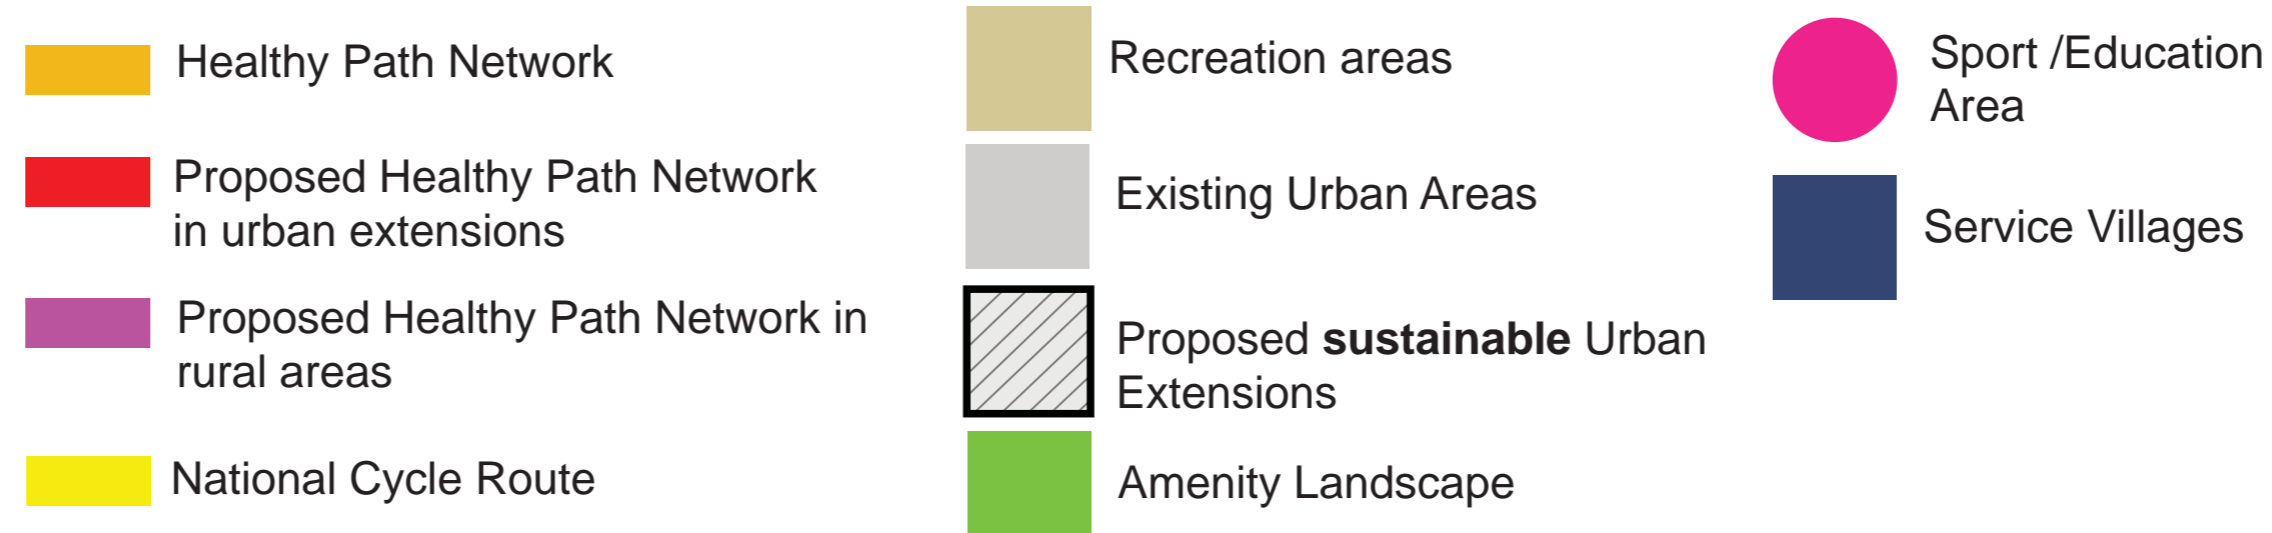 Healthy Path Network
Proposed Healthy Path Network
in urban extensions
Proposed Healthy Path Network in
rural areas
National Cycle Route
Recreation areas
Existing Urban Areas
Proposed sustainable Urban
Extensions
Amenity Landscape
Sport /Education
Area
Service Villages